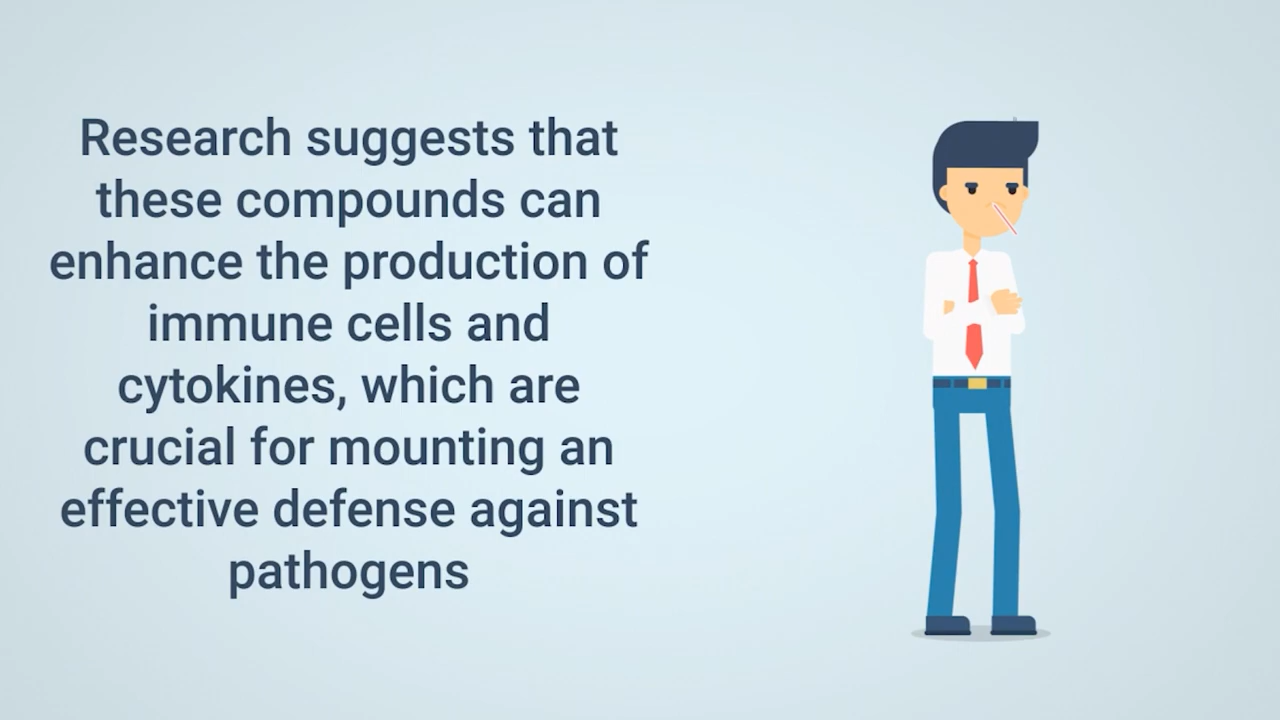 Research suggests that
these compounds can
enhance the production of
immune cells and
cytokines, which are
crucial for mounting an
effective defense against
pathogens